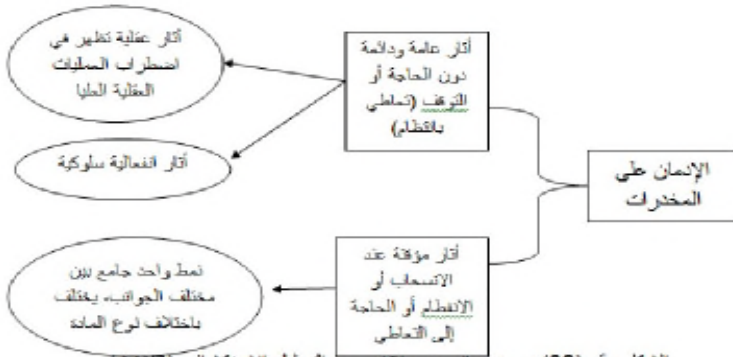 الإدمان على
المخدرات
آثار عامة ودائمة
دون الحاجة أو
التوقف (تعاطي
بانتظام)
آثار عقلية تظهر في
اضطراب العمليات
العقلية العليا
آثار انفعالية سلوكية
آثار مؤقتة عند
الانسحاب أو
الانفطام أو الحاجة
إلى التعاطي
نمط واحد جامع بين
مختلف الجوانب، يختلف
باختلاف نوع المادة